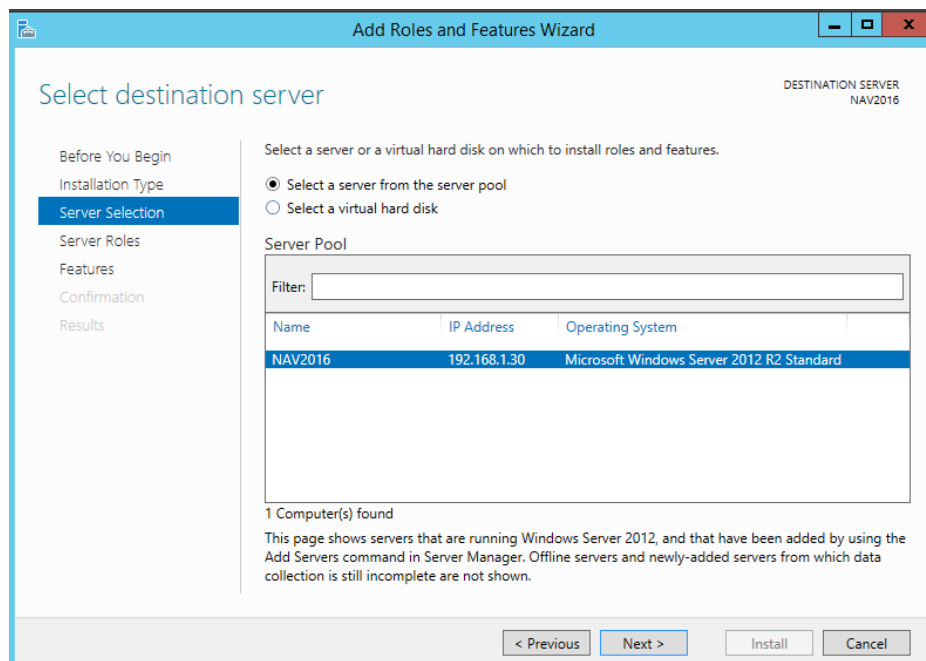 Add Roles and Features Wizard
Select destination server
DESTINATION SERVER
NAV2016
Before You Begin
Installation Type
Server Selection
Server Roles
Features
Confirmation
Results
Select a server or a virtual hard disk on which to install roles and features.
Select a server from the server pool
Select a virtual hard disk
Server Pool
Filter:
Name IP Address Operating System
NAV2016 192.168.1.30 Microsoft Windows Server 2012 R2 Standard
1 Computer(s) found
This page shows servers that are running Windows Server 2012, and that have been added by using the
Add Servers command in Server Manager. Offline servers and newly-added servers from which data
collection is still incomplete are not shown.
< Previous Next > Install Cancel